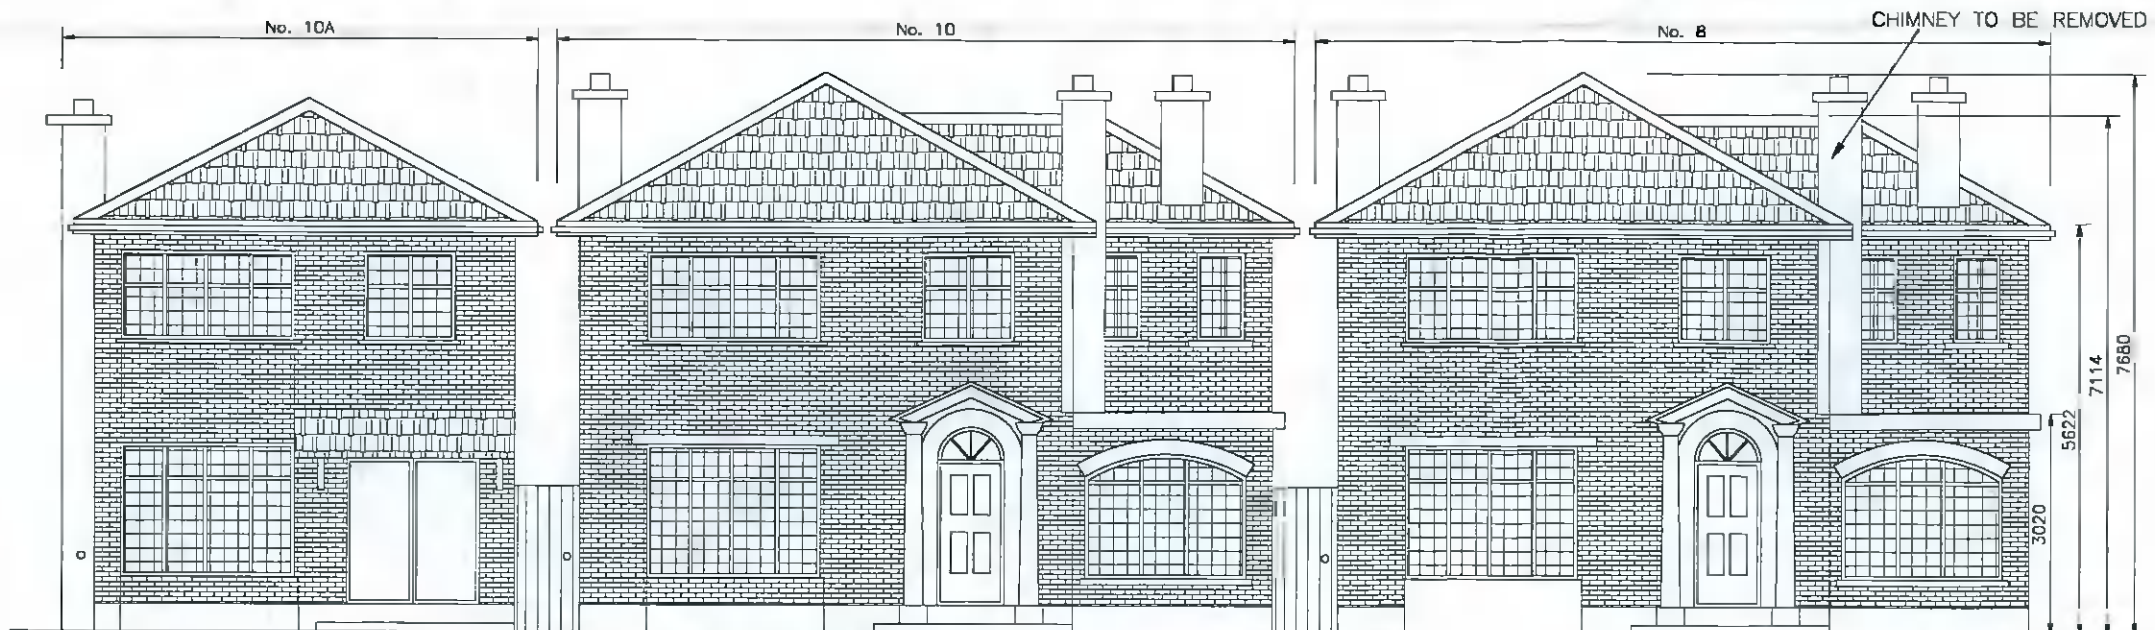 No. 10A
No. 10
No. 8
CHIMNEY TO BE REMOVED
3020
5622
7114
7680